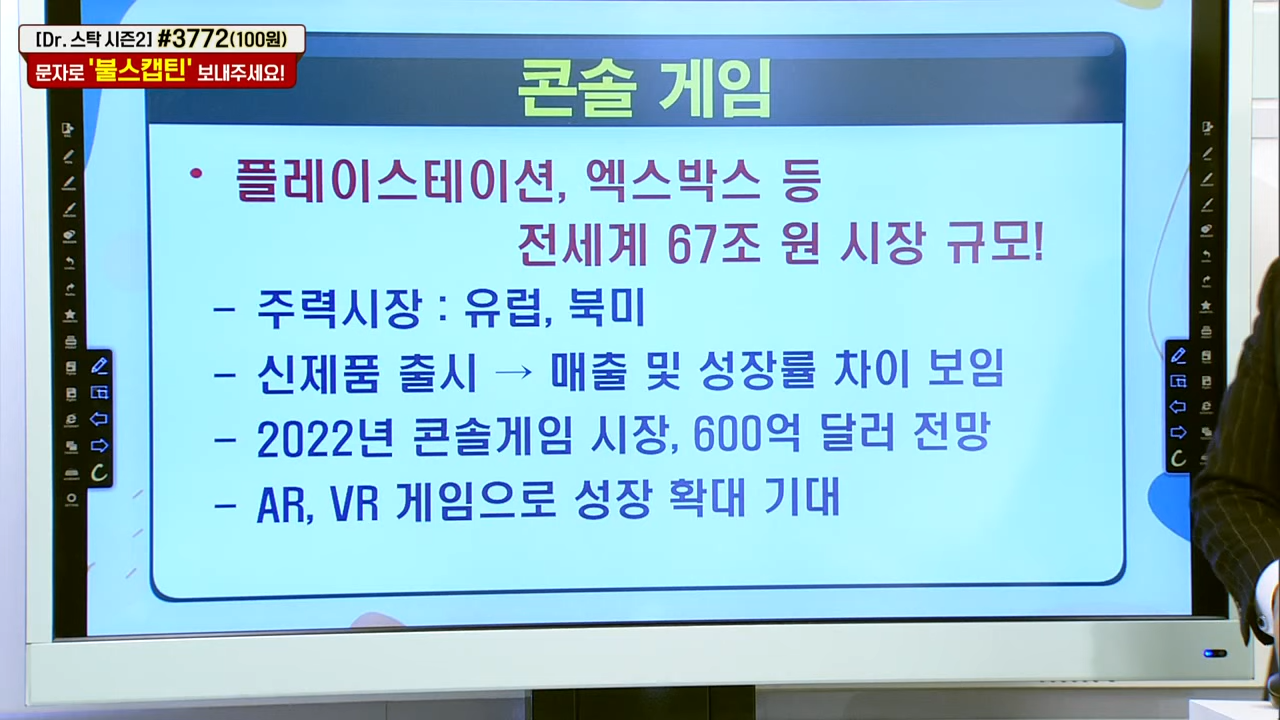 [Dr. 스탁 시즌2] #3772(100원)
문자로 '불스캡틴' 보내주세요!
콘솔 게임
• 플레이스테이션, 엑스박스 등
전세계 67조 원 시장 규모!
– 주력시장 : 유럽, 북미
– 신제품 출시 → 매출 및 성장률 차이 보임
– 2022년 콘솔게임 시장, 600억 달러 전망
– AR, VR 게임으로 성장 확대 기대